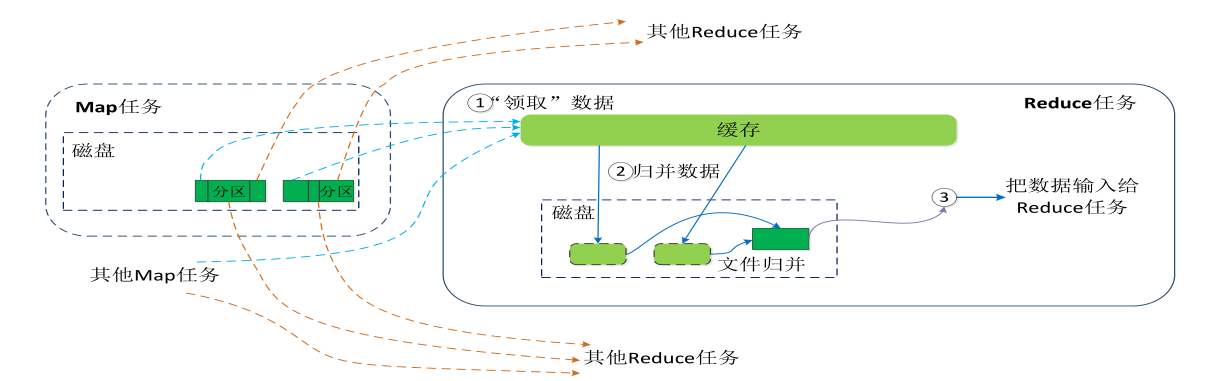 其他Reduce任务
Map任务
磁盘
分区
分区
其他Map任务
①“领取”数据
Reduce任务
缓存
②归并数据
磁盘
文件归并
③
把数据输入给
Reduce任务
其他Reduce任务